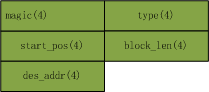 magic(4) type(4)
start_pos(4) block_len(4)
des_addr(4)